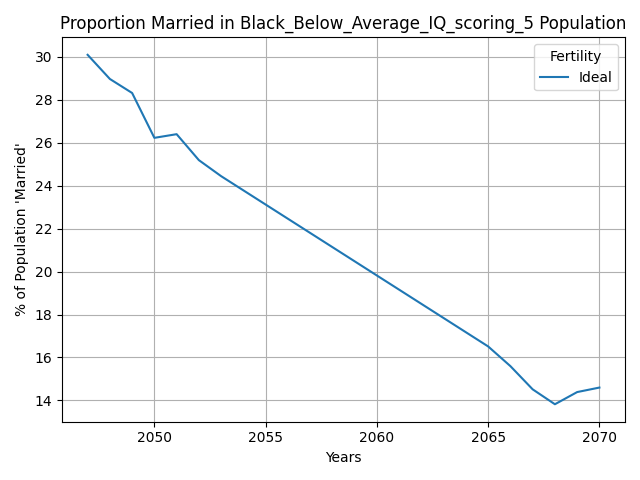 Proportion Married in Black_Below_Average_IQ_scoring_5 Population
Fertility
Ideal
% of Population 'Married'
30
28
26
24
22
20
18
16
14
2050
2055
2060
2065
2070
Years